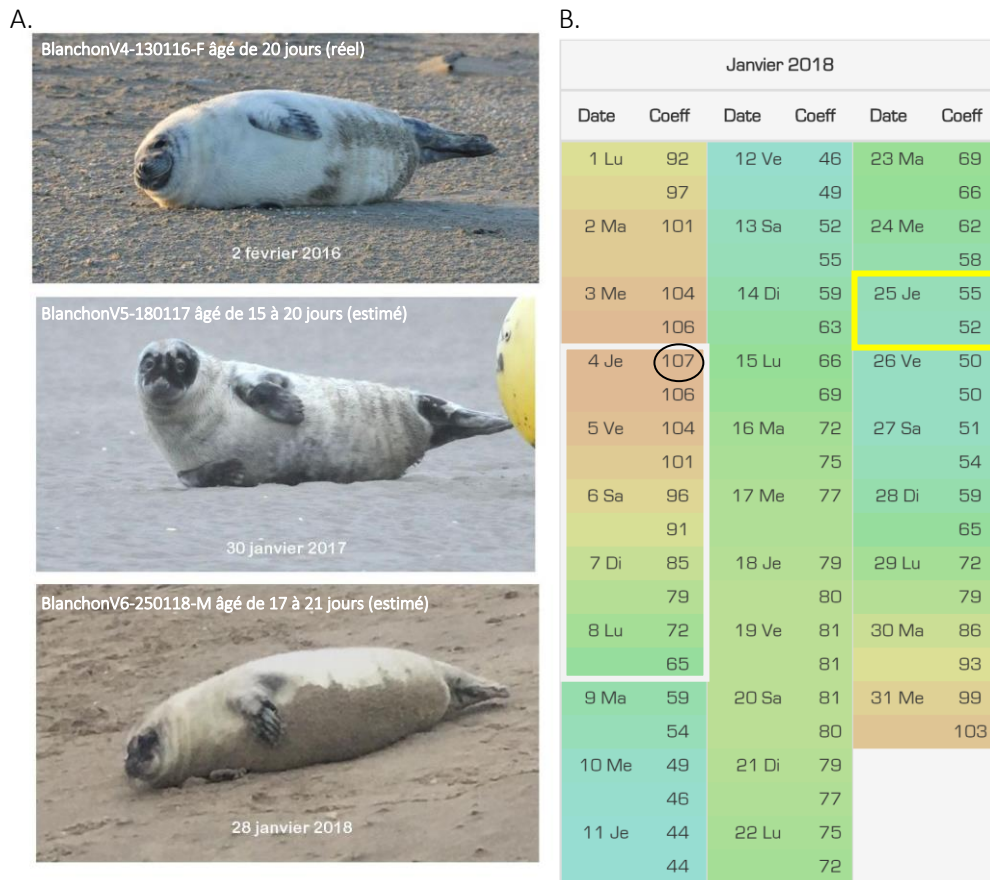 A.
BlanchonV4-130116-F âgé de 20 jours (réel)
2 février 2016
BlanchonV5-180117 âgé de 15 à 20 jours (estimé)
30 janvier 2017
BlanchonV6-250118-M âgé de 17 à 21 jours (estimé)
28 janvier 2018
B.
Janvier 2018
Date Coeff Date Coeff Date Coeff
1 Lu 92 12 Ve 46 23 Ma 69
97 49 66
2 Ma 101 13 Sa 52 24 Me 62
55 58
3 Me 104 14 Di 59 25 Je 55
106 63 52
4 Je 107 15 Lu 66 26 Ve 50
106 69 50
5 Ve 104 16 Ma 72 27 Sa 51
101 75 54
6 Sa 96 17 Me 77 28 Di 59
91 65
7 Di 85 18 Je 79 29 Lu 72
79 80 79
8 Lu 72 19 Ve 81 30 Ma 86
65 81 93
9 Ma 59 20 Sa 81 31 Me 99
54 80 103
10 Me 49 21 Di 79
46 77
11 Je 44 22 Lu 75
44 72